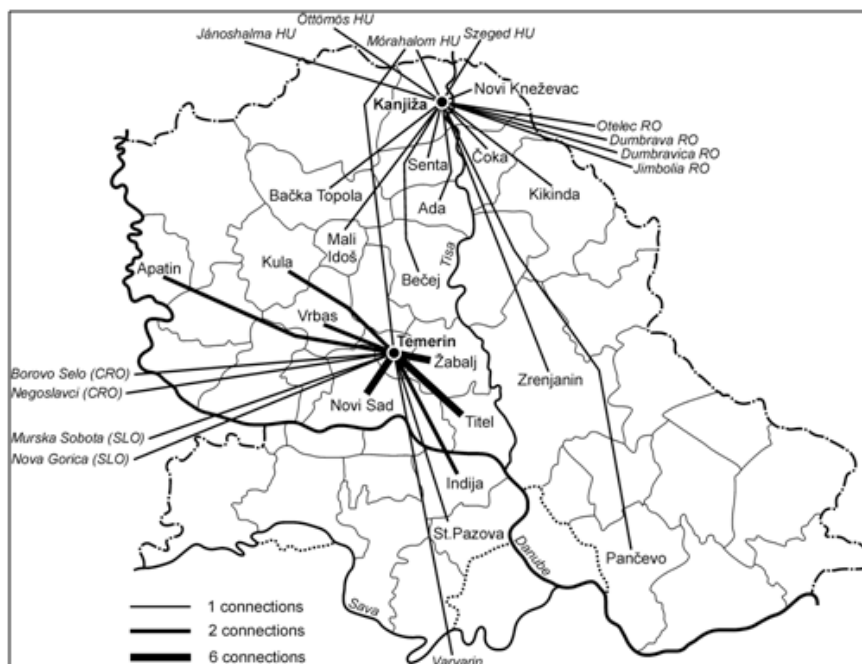 Öttömös HU
Jánoshalma HU
Mórahalom HU
Szeged HU
Kanjiža
Novi Kneževac
Otelec RO
Dumbrava RO
Dumbravica RO
Jimbolia RO
Čoka
Senta
Bačka Topola
Kikinda
Ada
Mali
Idoš
Tisa
Apatin
Kula
Bečej
Vrbas
Temerin
Žabalj
Borovo Selo (CRO)
Negoslavci (CRO)
Zrenjanin
Novi Sad
Titel
Murska Sobota (SLO)
Nova Gorica (SLO)
Indija
St.Pazova
Danube
Pančevo
Sava
1 connections
2 connections
6 connections
Varvarin